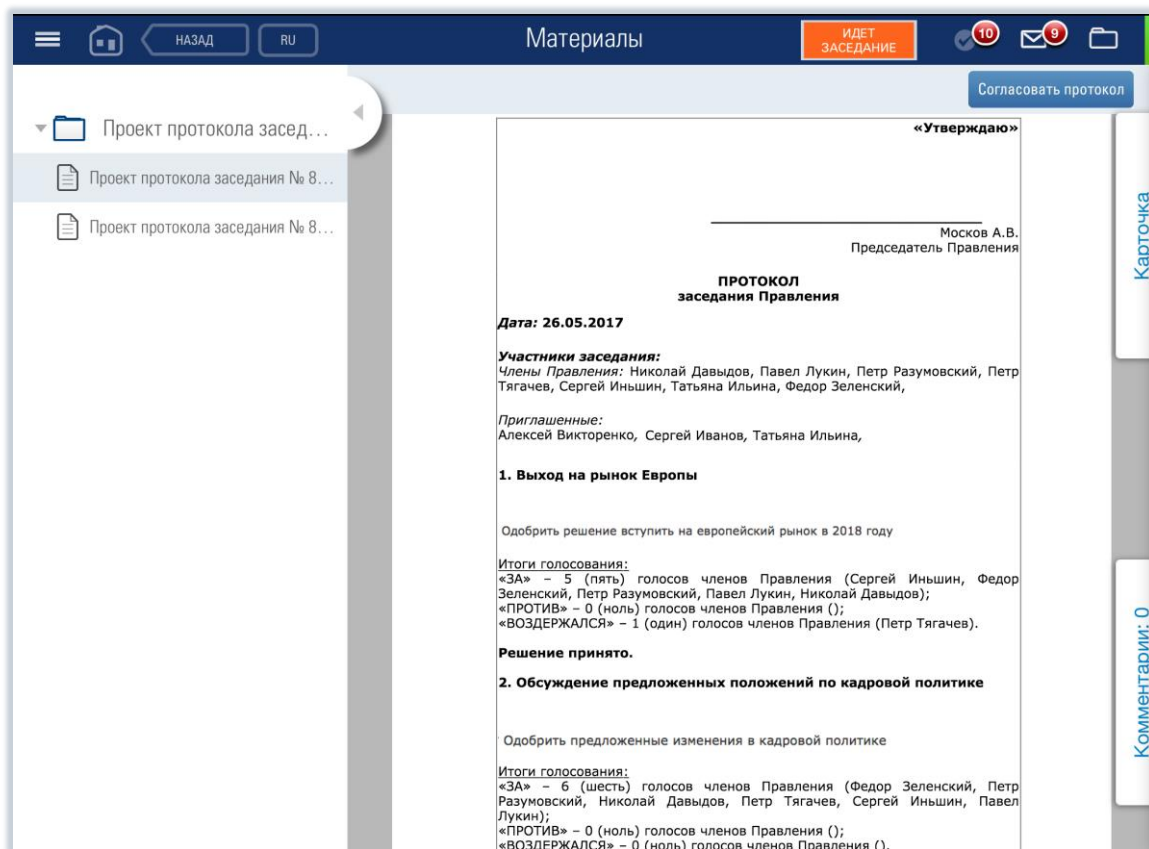 НАЗАД
RU
Материалы
ИДЕТ
ЗАСЕДАНИЕ
10
9
Согласовать протокол
Проект протокола засед...
Проект протокола заседания № 8...
Проект протокола заседания № 8...
«Утверждаю»
Москов А.В.
Председатель Правления
ПРОТОКОЛ
заседания Правления
Дата: 26.05.2017
Участники заседания:
Члены Правления: Николай Давыдов, Павел Лукин, Петр Разумовский, Петр
Тягачев, Сергей Иньшин, Татьяна Ильина, Федор Зеленский,
Приглашенные:
Алексей Викторенко, Сергей Иванов, Татьяна Ильина,
1. Выход на рынок Европы
Одобрить решение вступить на европейский рынок в 2018 году
Итоги голосования:
«ЗА» – 5 (пять) голосов членов Правления (Сергей Иньшин, Федор
Зеленский, Петр Разумовский, Павел Лукин, Николай Давыдов);
«ПРОТИВ» – 0 (ноль) голосов членов Правления ();
«ВОЗДЕРЖАЛСЯ» – 1 (один) голосов членов Правления (Петр Тягачев).
Решение принято.
2. Обсуждение предложенных положений по кадровой политике
Одобрить предложенные изменения в кадровой политике
Итоги голосования:
«ЗА» – 6 (шесть) голосов членов Правления (Федор Зеленский, Петр
Разумовский, Николай Давыдов, Петр Тягачев, Сергей Иньшин, Павел
Лукин);
«ПРОТИВ» – 0 (ноль) голосов членов Правления ();
«ВОЗДЕРЖАЛСЯ» – 0 (ноль) голосов членов Правления ().
Карточка
Комментарии: 0